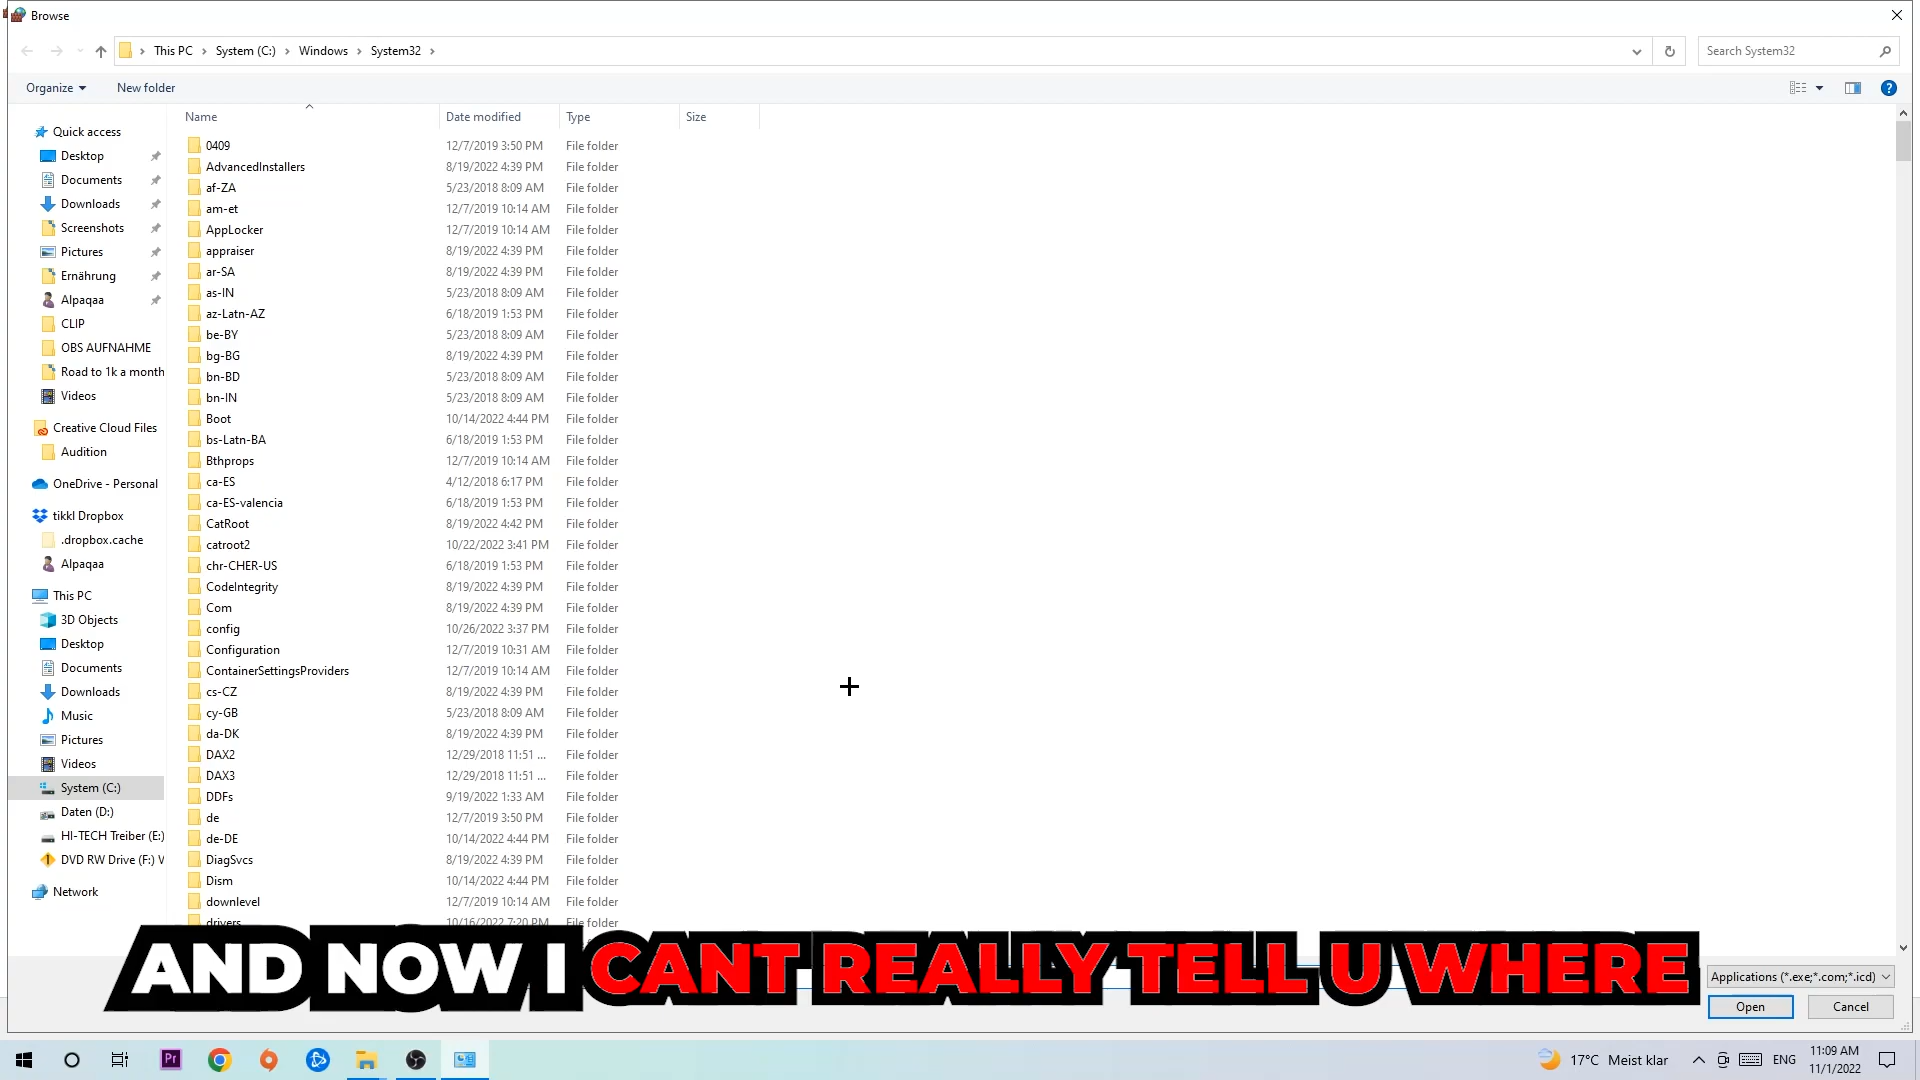 Browse
This PC
System (C:)
Windows
System32
Search System32
Organize
New folder
Name
Date modified
Type
Size
Quick access
Desktop
Documents
Downloads
Screenshots
Pictures
Ernährung
Alpaqaa
CLIP
OBS AUFNAHME
Road to 1k a month
Videos
Creative Cloud Files
Audition
OneDrive - Personal
tikkl Dropbox
.dropbox.cache
Alpaqaa
This PC
3D Objects
Desktop
Documents
Downloads
Music
Pictures
Videos
System (C:)
Daten (D:)
HI-TECH Treiber (E:)
DVD RW Drive (F:) V
Network
0409 12/7/2019 3:50 PM File folder
AdvancedInstallers 8/19/2022 4:39 PM File folder
af-ZA 5/23/2018 8:09 AM File folder
am-et 12/7/2019 10:14 AM File folder
AppLocker 12/7/2019 10:14 AM File folder
appraiser 8/19/2022 4:39 PM File folder
ar-SA 8/19/2022 4:39 PM File folder
as-IN 5/23/2018 8:09 AM File folder
az-Latn-AZ 6/18/2019 1:53 PM File folder
be-BY 5/23/2018 8:09 AM File folder
bg-BG 8/19/2022 4:39 PM File folder
bn-BD 5/23/2018 8:09 AM File folder
bn-IN 5/23/2018 8:09 AM File folder
Boot 10/14/2022 4:44 PM File folder
bs-Latn-BA 6/18/2019 1:53 PM File folder
Bthprops 12/7/2019 10:14 AM File folder
ca-ES 4/12/2018 6:17 PM File folder
ca-ES-valencia 6/18/2019 1:53 PM File folder
CatRoot 8/19/2022 4:42 PM File folder
catroot2 10/22/2022 3:41 PM File folder
chr-CHER-US 6/18/2019 1:53 PM File folder
CodeIntegrity 8/19/2022 4:39 PM File folder
Com 8/19/2022 4:39 PM File folder
config 10/26/2022 3:37 PM File folder
Configuration 12/7/2019 10:31 AM File folder
ContainerSettingsProviders 12/7/2019 10:14 AM File folder
cs-CZ 8/19/2022 4:39 PM File folder
cy-GB 5/23/2018 8:09 AM File folder
da-DK 8/19/2022 4:39 PM File folder
DAX2 12/29/2018 11:51 ... File folder
DAX3 12/29/2018 11:51 ... File folder
DDFs 9/19/2022 1:33 AM File folder
de 12/7/2019 3:50 PM File folder
de-DE 10/14/2022 4:44 PM File folder
DiagSvcs 8/19/2022 4:39 PM File folder
Dism 10/14/2022 4:44 PM File folder
downlevel 12/7/2019 10:14 AM File folder
drivers 10/16/2022 7:20 PM File folder
AND NOW I CANT REALLY TELL U WHERE
Applications (*.exe;*.com;*.icd)
Open
Cancel
Pr
17°C Meist klar
ENG
11:09 AM
11/1/2022